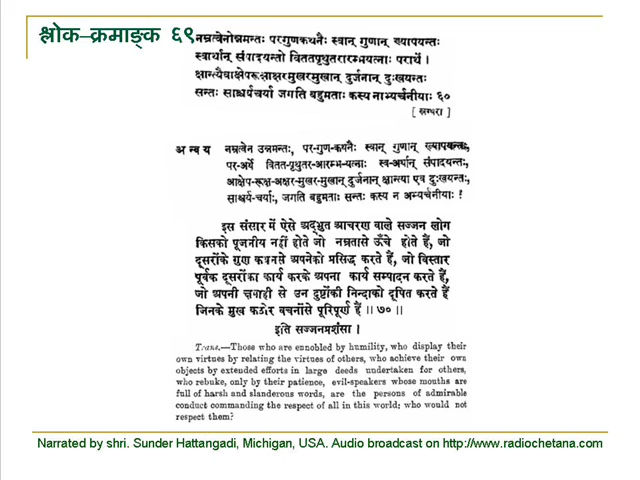 श्लोक-क्रमाङ्क ६९
नम्रत्वेनोन्नमन्तः परगुणकथनैः स्वान् गुणान् ख्यापयन्तः
स्वार्थान् संपादयन्तो विततपृथुतरारम्भयत्नाः परार्थे ।
क्षान्त्यैवाक्षेपरूक्षाक्षरमुखरमुखान् दुर्जनान् दुःखयन्तः
सन्तः साश्चर्यचर्या जगति बहुमताः कस्य नाभ्यर्चनीयाः ६०
[ स्रग्धरा ]
अन्वय नम्रत्वेन उन्नमन्तः, पर-गुण-कथनैः स्वान् गुणान् ख्यापयन्तः,
पर-अर्थे वितत-पृथुतर-आरम्भ-यत्नाः स्व-अर्थान् संपादयन्तः,
आक्षेप-रूक्ष-अक्षर-मुखर-मुखान् दुर्जनान् क्षान्त्या एव दुःखयन्तः,
साश्चर्य-चर्याः, जगति बहुमताः सन्तः कस्य न अभ्यर्चनीयाः !
इस संसार में ऐसे अद्भुत आचरण वाले सज्जन लोग
किसको पूजनीय नहीं होते जो नम्रतासे ऊँचे होते हैं, जो
दूसरोंके गुण कथनसे अपनेको प्रसिद्ध करते हैं, जो विस्तार
पूर्वक दूसरोंका कार्य करके अपना कार्य सम्पादन करते हैं,
जो अपनी से उन दुष्टोंकी निन्दाको दूषित करते हैं
जिनके मुख कठोर बचनोंसे पूरिपूर्ण हैं ॥ ७० ॥
इति सज्जनप्रशंसा ।
Trans.—Those who are ennobled by humility, who display their
own virtues by relating the virtues of others, who achieve their own
objects by extended efforts in large deeds undertaken for others,
who rebuke, only by their patience, evil-speakers whose mouths are
full of harsh and slanderous words, are the persons of admirable
conduct commanding the respect of all in this world; who would not
respect them?
Narrated by shri. Sunder Hattangadi, Michigan, USA. Audio broadcast on http://www.radiochetana.com